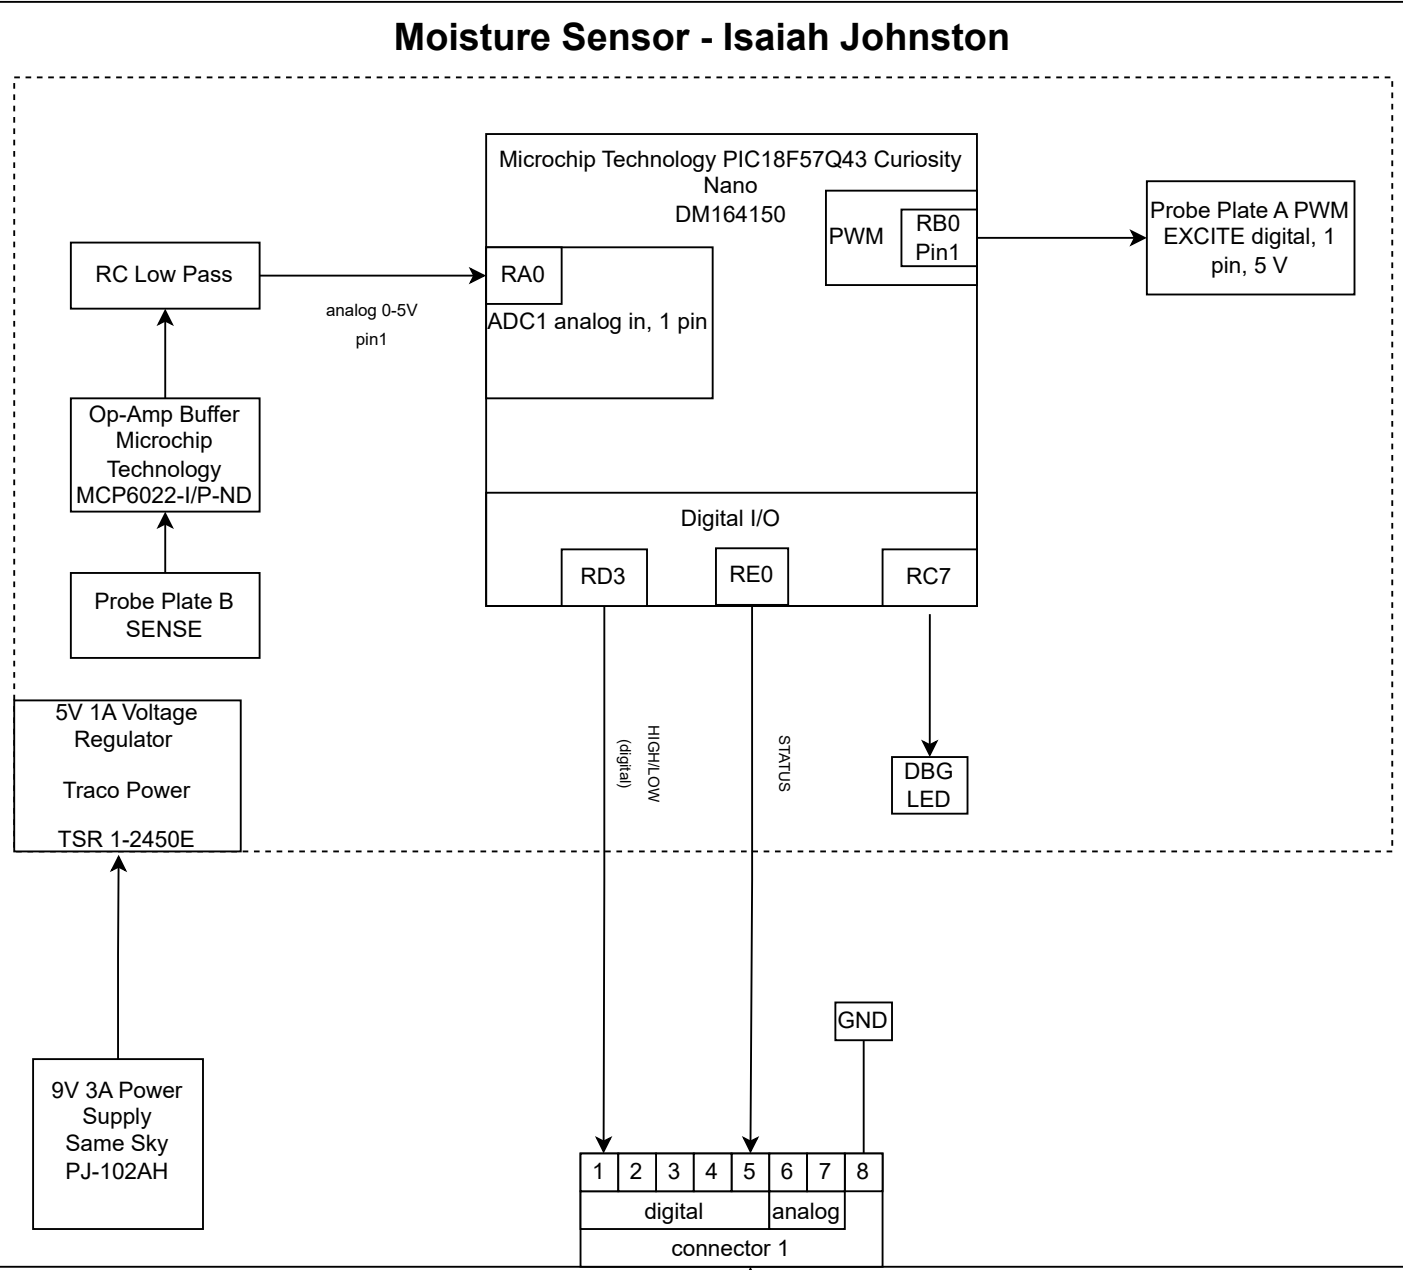 Moisture Sensor - Isaiah Johnston
Microchip Technology PIC18F57Q43 Curiosity
Nano
DM164150
PWM
RB0
Pin1
Probe Plate A PWM
EXCITE digital, 1
pin, 5 V
RC Low Pass
analog 0-5V
pin1
RA0
ADC1 analog in, 1 pin
Op-Amp Buffer
Microchip
Technology
MCP6022-I/P-ND
Probe Plate B
SENSE
Digital I/O
RD3
RE0
RC7
5V 1A Voltage
Regulator
Traco Power
TSR 1-2450E
HIGH/LOW
(digital)
STATUS
DBG
LED
GND
9V 3A Power
Supply
Same Sky
PJ-102AH
1 2 3 4 5 6 7 8
digital analog
connector 1